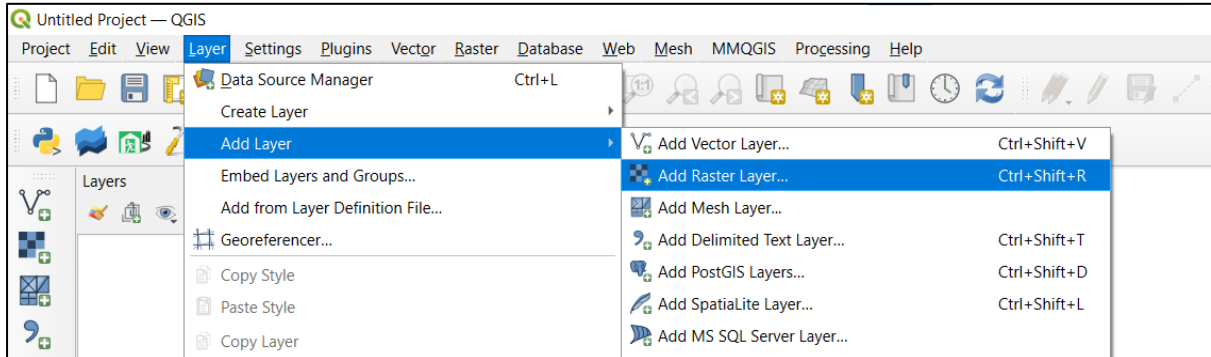 Untitled Project — QGIS
Project Edit View Layer Settings Plugins Vector Raster Database Web Mesh MMQGIS Processing Help
Data Source Manager Ctrl+L
1:1
Create Layer
Add Layer
Add Vector Layer... Ctrl+Shift+V
Layers
Embed Layers and Groups...
Add Raster Layer... Ctrl+Shift+R
Add from Layer Definition File...
Add Mesh Layer...
Georeferencer...
Add Delimited Text Layer... Ctrl+Shift+T
Copy Style
Add PostGIS Layers... Ctrl+Shift+D
Paste Style
Add SpatiaLite Layer... Ctrl+Shift+L
Copy Layer
Add MS SQL Server Layer...